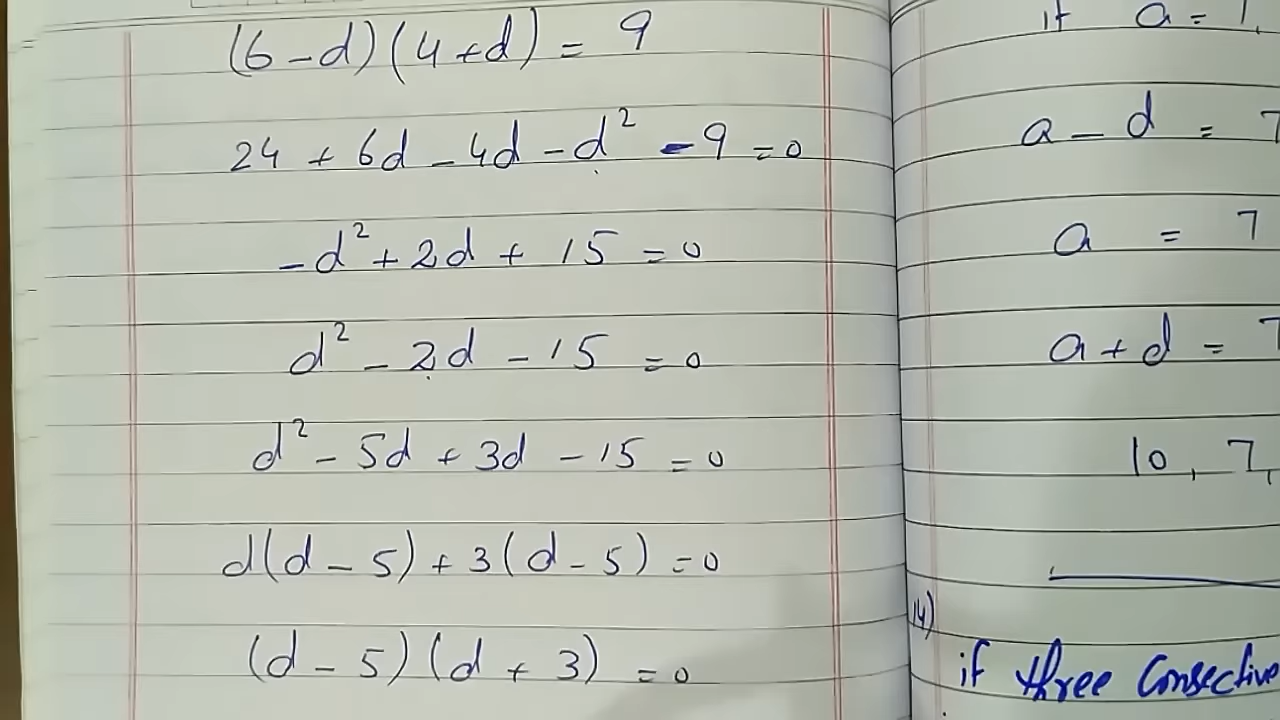 (6 - d) (4 + d) = 9
24 + 6d - 4d - d² - 9 = 0
-d² + 2d + 15 = 0
d² - 2d - 15 = 0
d² - 5d + 3d - 15 = 0
d(d - 5) + 3(d - 5) = 0
(d - 5) (d + 3) = 0
if a = 7,
a - d = 7
a = 7
a + d = 7
10, 7,
14)
if three Consective